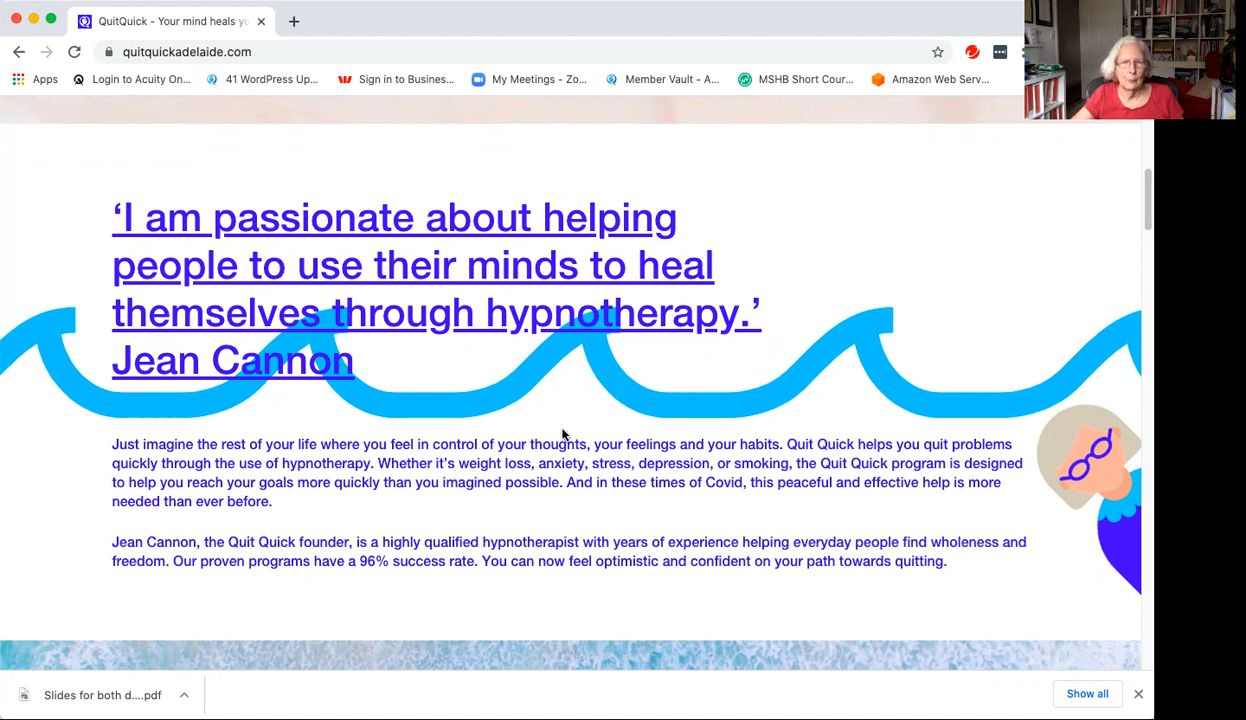 QuitQuick - Your mind heals yo
quitquickadelaide.com
Apps
Login to Acuity On...
41 WordPress Up...
Sign in to Busines...
My Meetings - Zo...
Member Vault - A...
MSHB Short Cour...
Amazon Web Serv...
‘I am passionate about helping
people to use their minds to heal
themselves through hypnotherapy.’
Jean Cannon
Just imagine the rest of your life where you feel in control of your thoughts, your feelings and your habits. Quit Quick helps you quit problems
quickly through the use of hypnotherapy. Whether it’s weight loss, anxiety, stress, depression, or smoking, the Quit Quick program is designed
to help you reach your goals more quickly than you imagined possible. And in these times of Covid, this peaceful and effective help is more
needed than ever before.
Jean Cannon, the Quit Quick founder, is a highly qualified hypnotherapist with years of experience helping everyday people find wholeness and
freedom. Our proven programs have a 96% success rate. You can now feel optimistic and confident on your path towards quitting.
Slides for both d....pdf
Show all